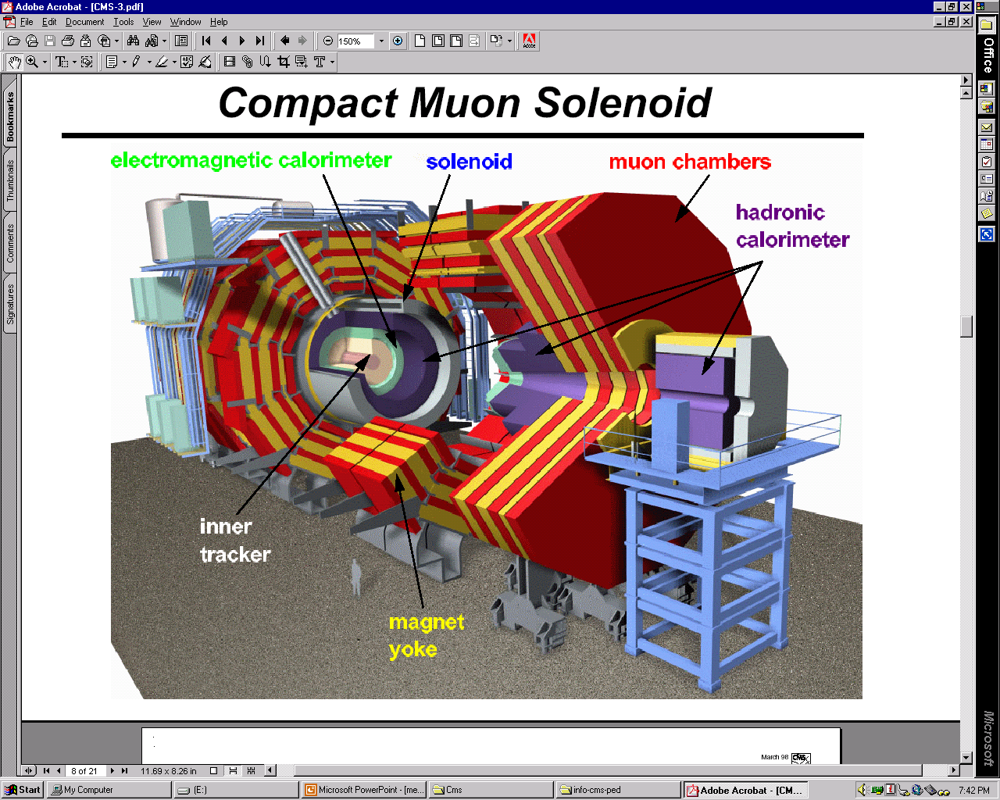 Adobe Acrobat - [CMS-3.pdf]
File Edit Document Tools View Window Help
150%
Adobe
Office
Bookmarks
Thumbnails
Comments
Signatures
Compact Muon Solenoid
electromagnetic calorimeter
solenoid
muon chambers
hadronic
calorimeter
inner
tracker
magnet
yoke
March 98 CMS
8 of 21
11.69 x 8.26 in
Microsoft
Start
My Computer
(E:)
Microsoft PowerPoint - [me...
Cms
info-cms-ped
Adobe Acrobat - [CM...
7:42 PM